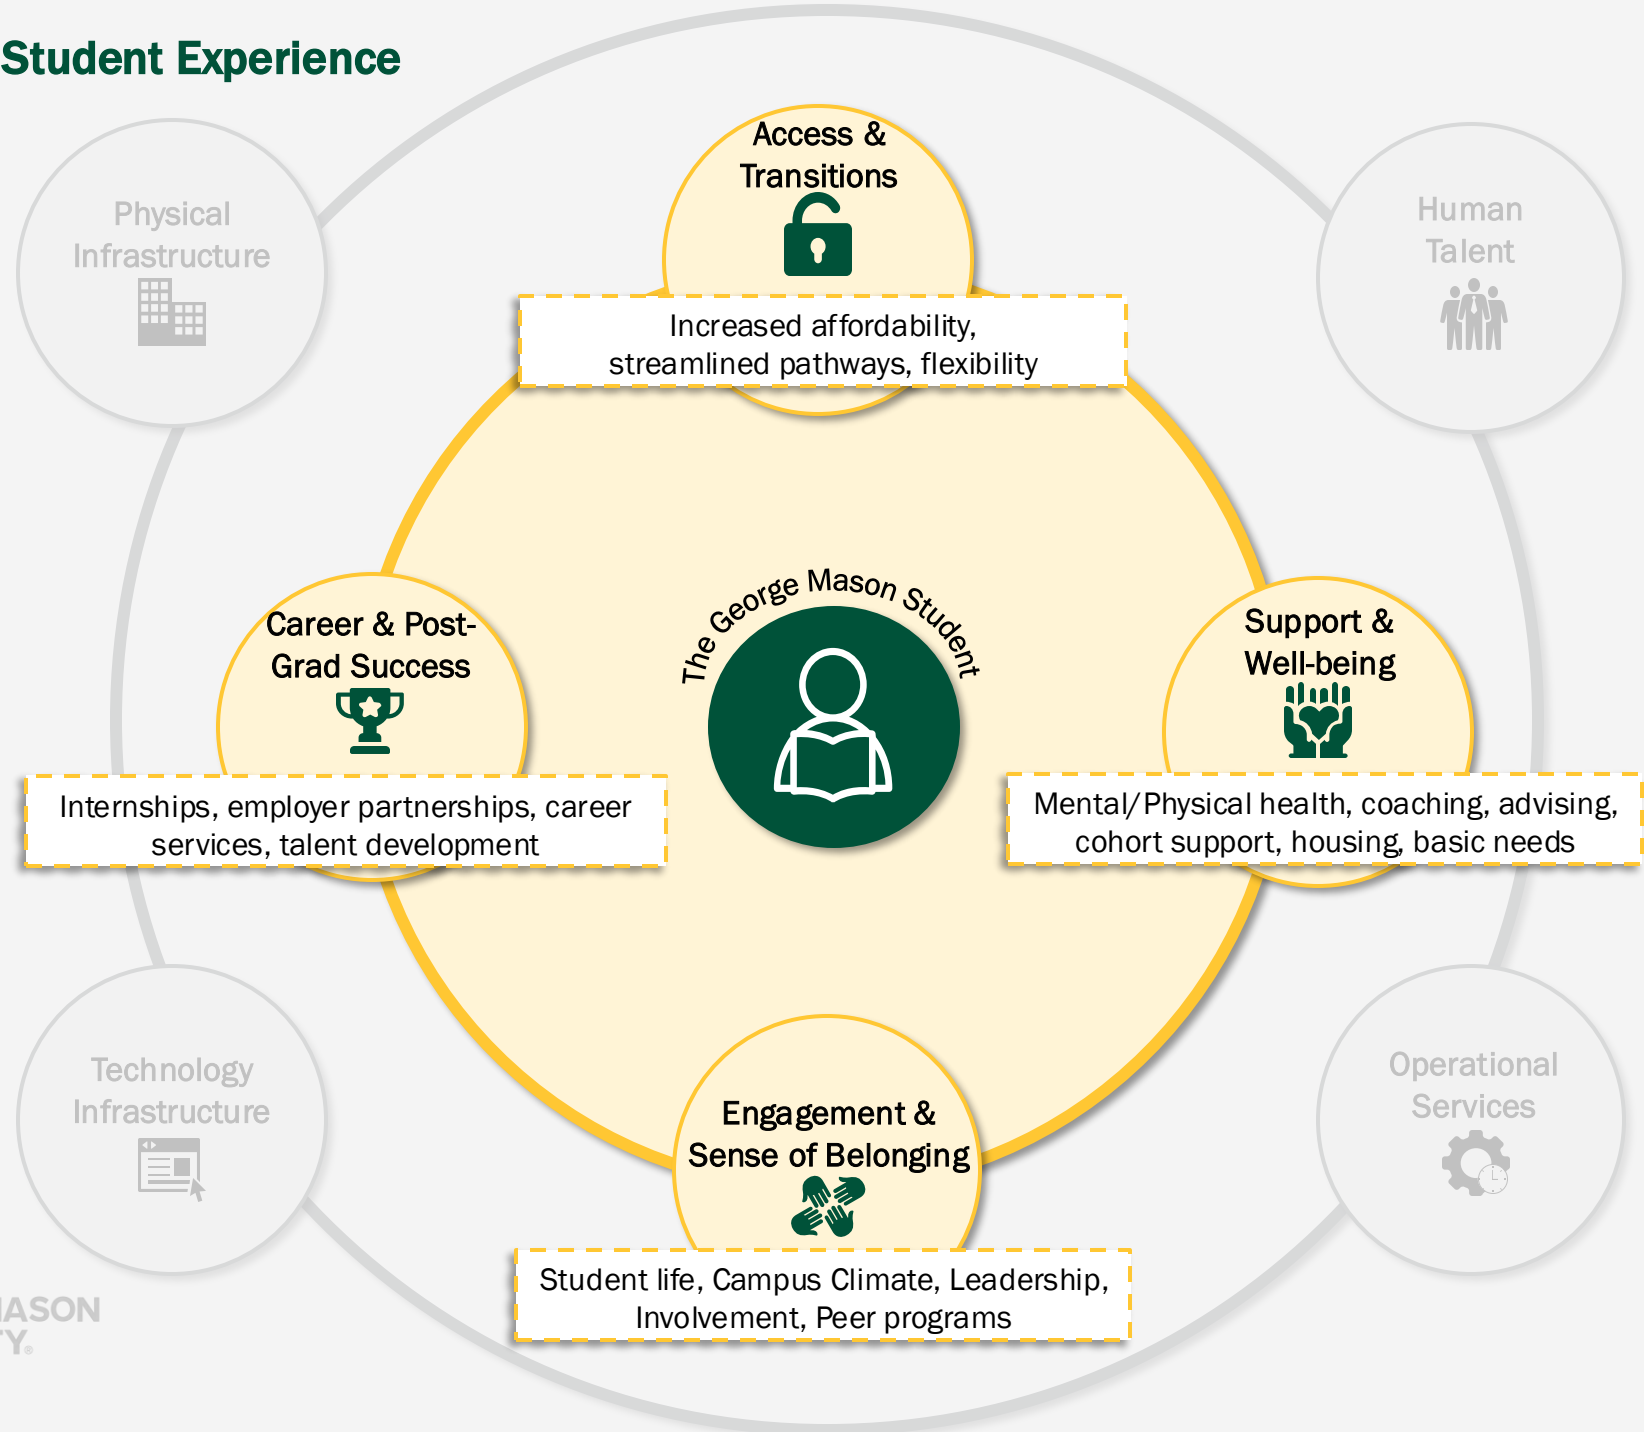 Student Experience
Access &
Transitions
Increased affordability,
streamlined pathways, flexibility
Physical
Infrastructure
Human
Talent
The George Mason Student
Career & Post-
Grad Success
Internships, employer partnerships, career
services, talent development
Support &
Well-being
Mental/Physical health, coaching, advising,
cohort support, housing, basic needs
Technology
Infrastructure
Operational
Services
Engagement &
Sense of Belonging
Student life, Campus Climate, Leadership,
Involvement, Peer programs
MASON
TY®